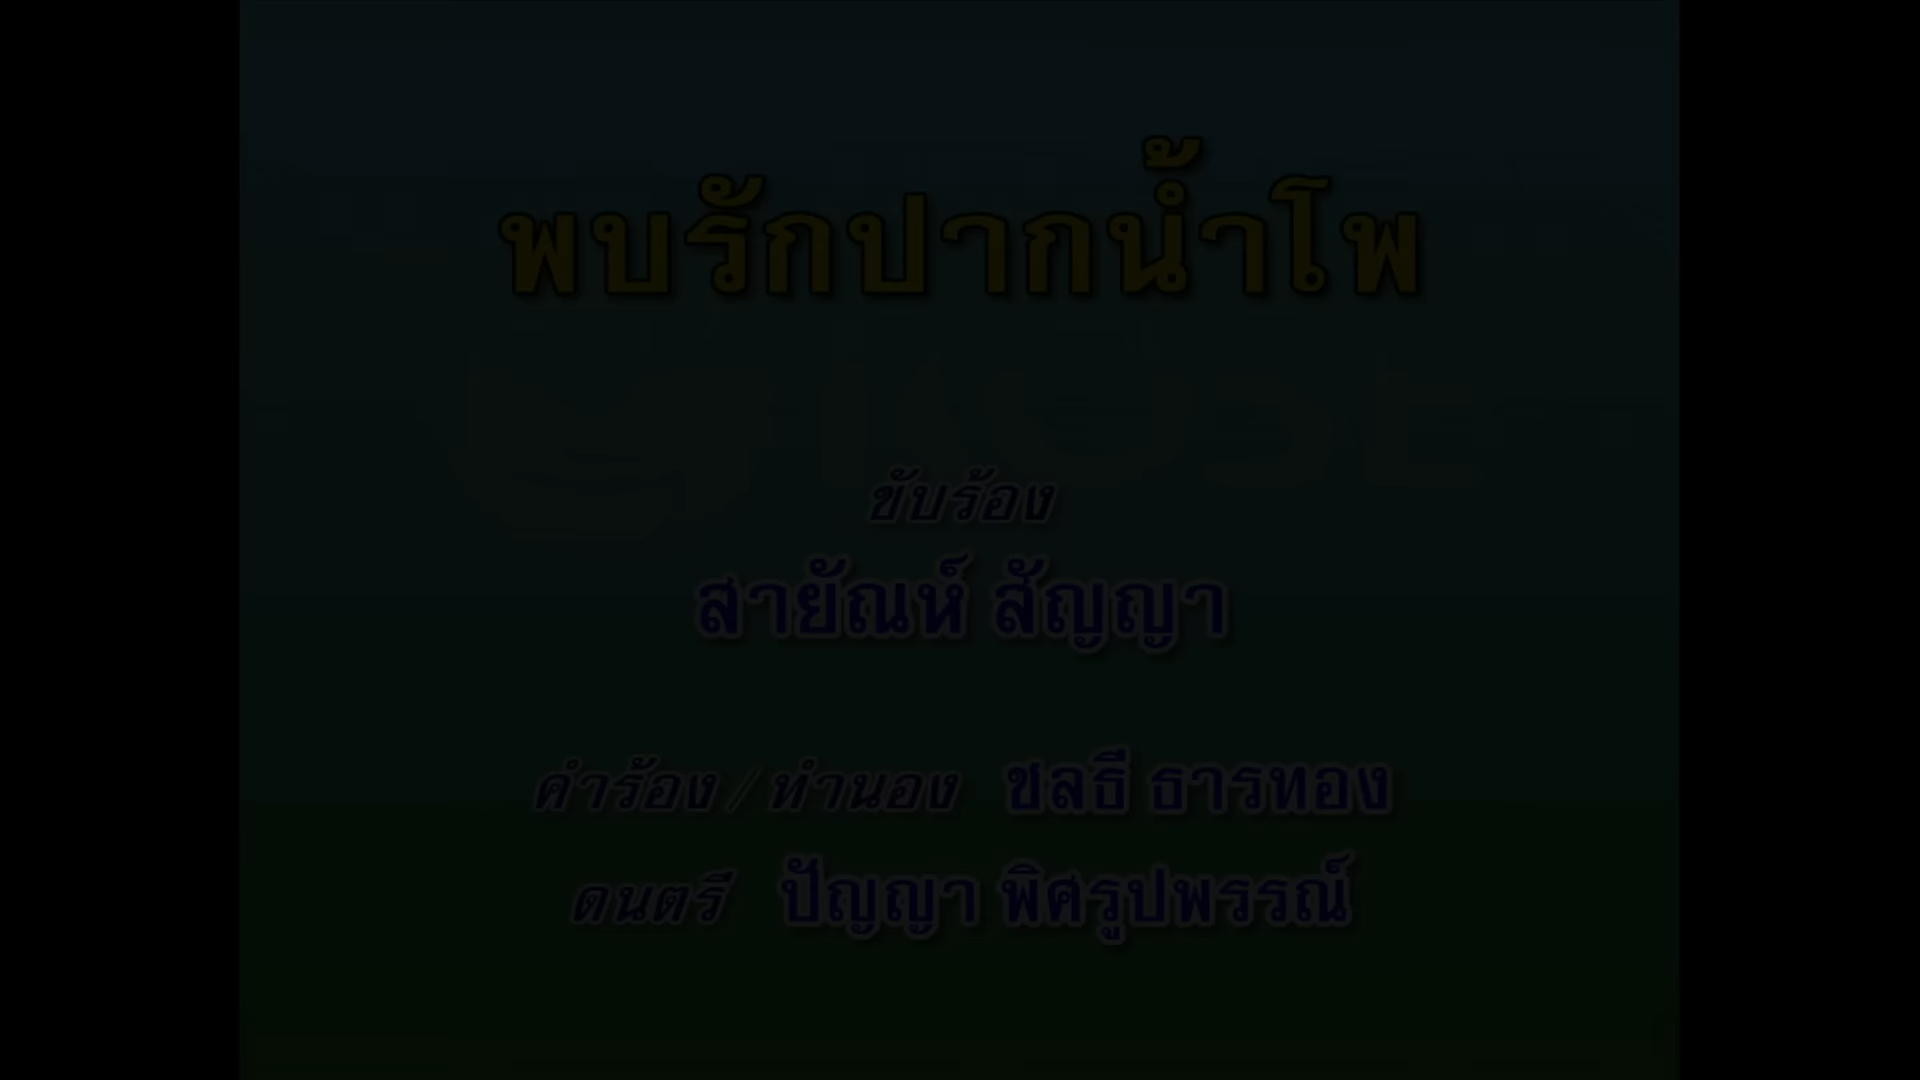 พบรักปากน้ำโพ
ขับร้อง
สายัณห์ สัญญา
คำร้อง / ทำนอง ชลธี ธารทอง
ดนตรี ปัญญา พิศรูปพรรณ์